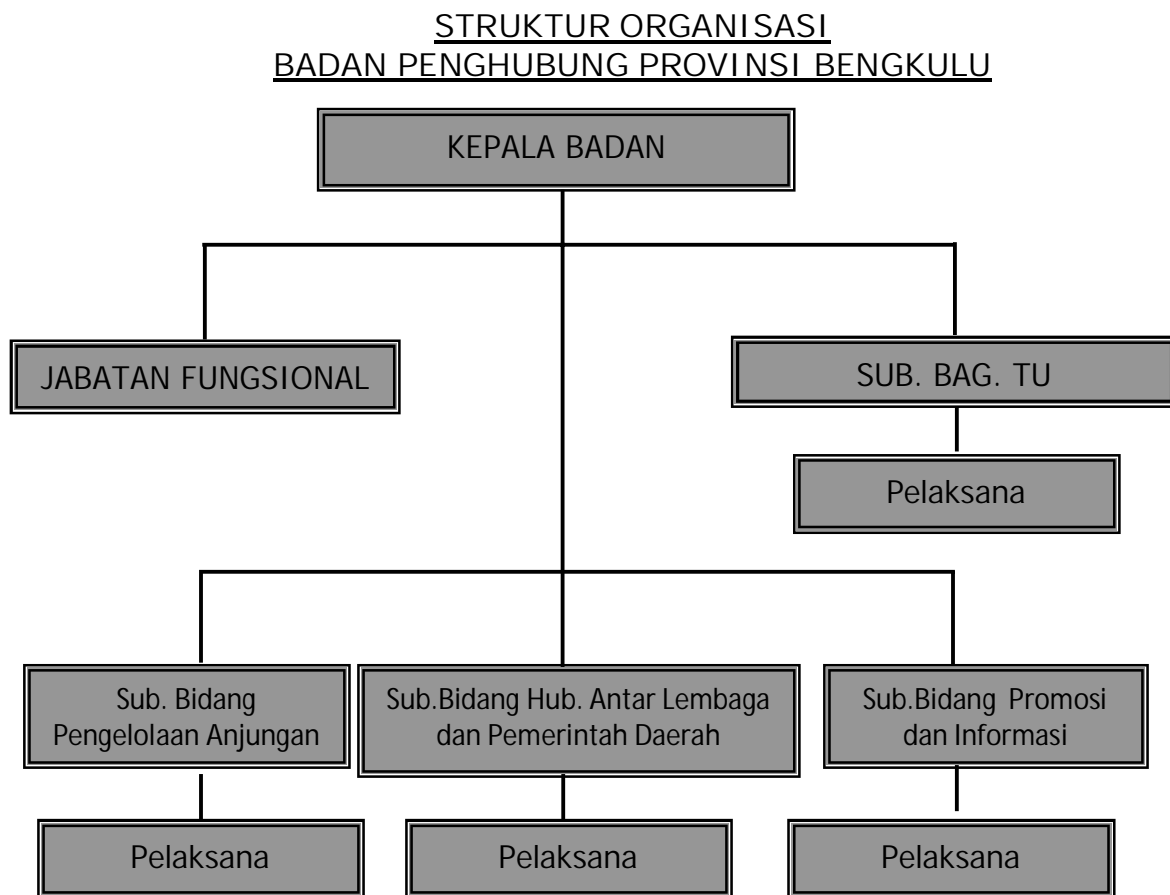 STRUKTUR ORGANISASI
BADAN PENGHUBUNG PROVINSI BENGKULU
KEPALA BADAN
JABATAN FUNGSIONAL
SUB. BAG. TU
Pelaksana
Sub. Bidang
Pengelolaan Anjungan
Sub.Bidang Hub. Antar Lembaga
dan Pemerintah Daerah
Sub.Bidang Promosi
dan Informasi
Pelaksana
Pelaksana
Pelaksana